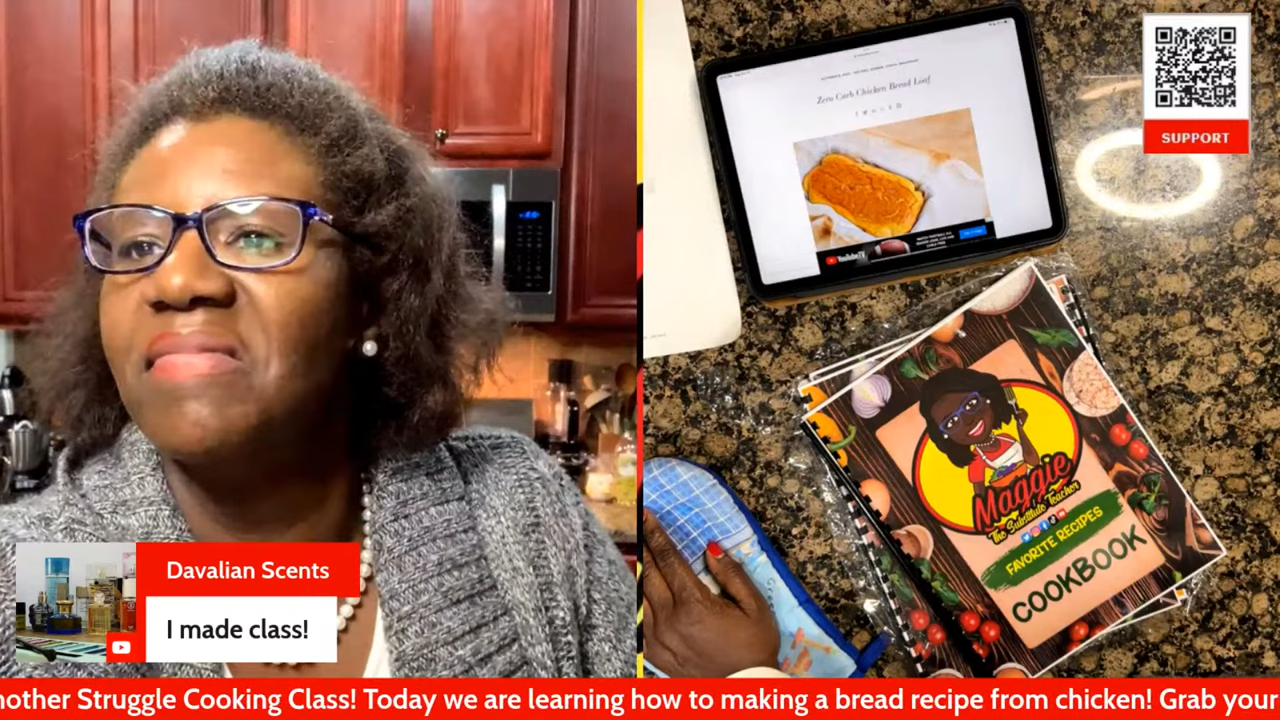 Davalian Scents
I made class!
Zero Carb Chicken Bread Loaf
YouTubeTV
SUPPORT
Maggie
The Substitute Teacher
FAVORITE RECIPES
COOKBOOK
nother Struggle Cooking Class! Today we are learning how to making a bread recipe from chicken! Grab your